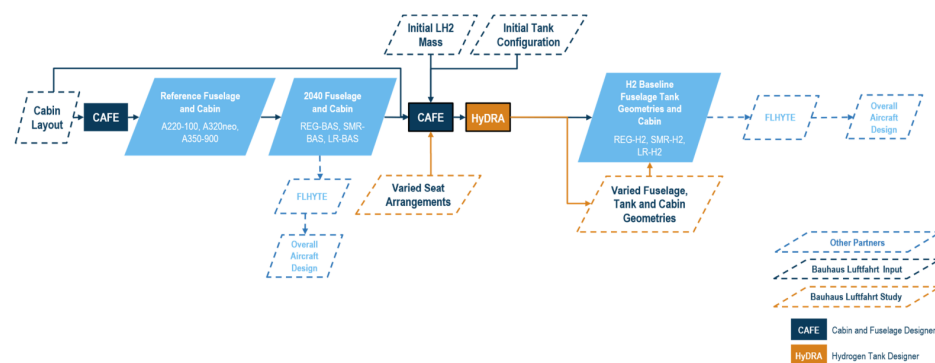 Initial LH2
Mass
Initial Tank
Configuration
Cabin
Layout
CAFE
Reference Fuselage
and Cabin
A220-100, A320neo,
A350-900
2040 Fuselage
and Cabin
REG-BAS, SMR-
BAS, LR-BAS
CAFE
HyDRA
H2 Baseline
Fuselage Tank
Geometries and
Cabin
REG-H2, SMR-H2,
LR-H2
FLHYTE
Overall
Aircraft
Design
FLHYTE
Overall
Aircraft
Design
Varied Seat
Arrangements
Varied Fuselage,
Tank and Cabin
Geometries
Other Partners
Bauhaus Luftfahrt Input
Bauhaus Luftfahrt Study
CAFE Cabin and Fuselage Designer
HyDRA Hydrogen Tank Designer